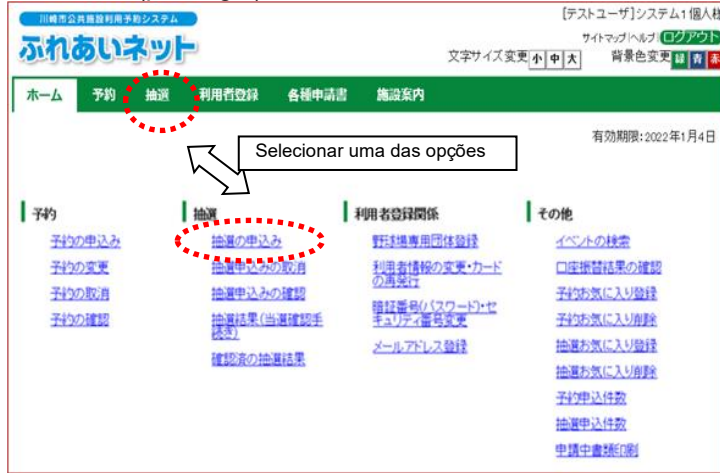 川崎市公共施設利用予約システム
ふれあいネット
[テストユーザ]システム1個人様
サイトマップ|ヘルプ|ログアウト
文字サイズ変更 小 中 大 背景色変更 緑 青 赤
ホーム 予約 抽選 利用者登録 各種申請書 施設案内
有効期限:2022年1月4日
Selecionar uma das opções
予約
予約の申込み
予約の変更
予約の取消
予約の確認
抽選
抽選の申込み
抽選申込みの取消
抽選申込みの確認
抽選結果(当選確認手
続き)
確認済の抽選結果
利用者登録関係
野球場専用団体登録
利用者情報の変更・カード
の再発行
暗証番号(パスワード)・セ
キュリティ番号変更
メールアドレス登録
その他
イベントの検索
口座振替結果の確認
予約お気に入り登録
予約お気に入り削除
抽選お気に入り登録
抽選お気に入り削除
予約申込件数
抽選申込件数
申請中書類印刷